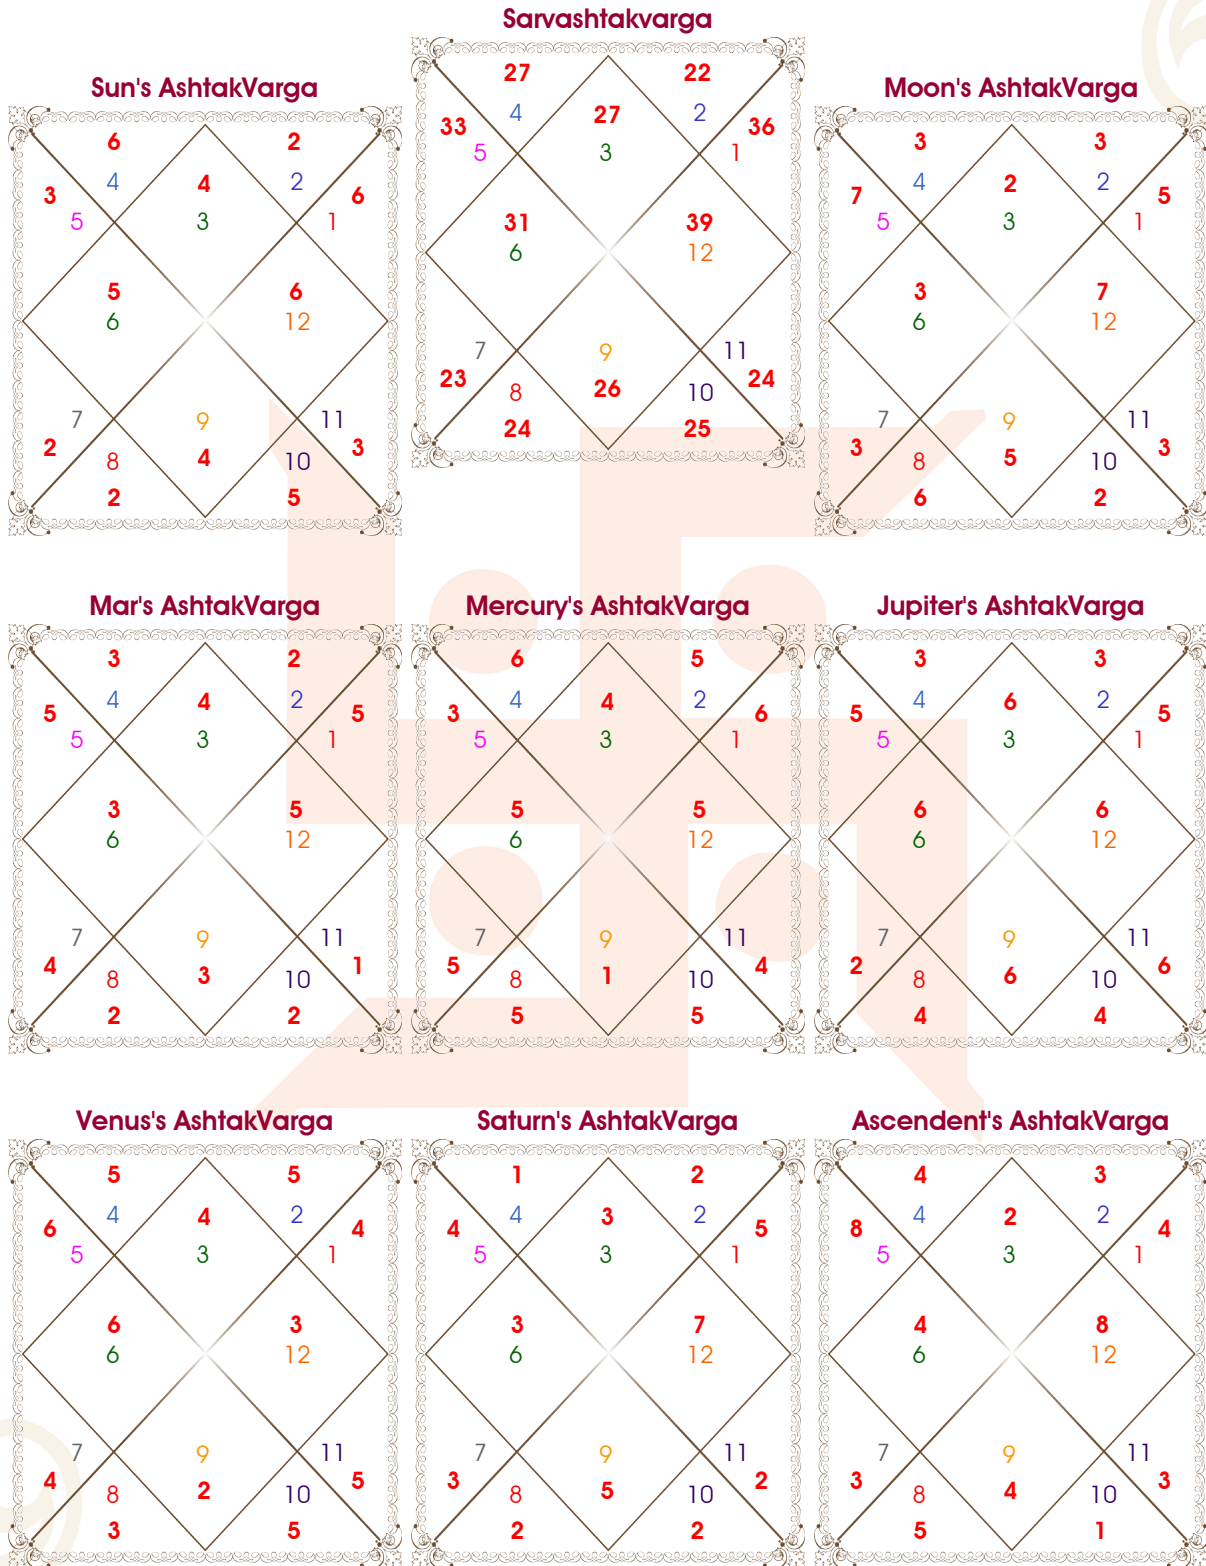 Sarvashtakvarga
27 22
4 27 2
33 36
5 3 1
31 39
6 12
7 9 11
23 26 24
8 10
24 25
Sun's AshtakVarga
6 2
4 4 2
3 6
5 3 1
5 6
6 12
7 9 11
2 4 3
8 10
2 5
Moon's AshtakVarga
3 3
4 2 2
7 5
5 3 1
3 7
6 12
7 9 11
3 5 3
8 10
6 2
Mar's AshtakVarga
3 2
4 4 2
5 5
5 3 1
3 5
6 12
7 9 11
4 3 1
8 10
2 2
Mercury's AshtakVarga
6 5
4 4 2
3 6
5 3 1
5 5
6 12
7 9 11
5 1 4
8 10
5 5
Jupiter's AshtakVarga
3 3
4 6 2
5 5
5 3 1
6 6
6 12
7 9 11
2 6 6
8 10
4 4
Venus's AshtakVarga
5 5
4 4 2
6 4
5 3 1
6 3
6 12
7 9 11
4 2 5
8 10
3 5
Saturn's AshtakVarga
1 2
4 3 2
4 5
5 3 1
3 7
6 12
7 9 11
3 5 2
8 10
2 2
Ascendent's AshtakVarga
4 3
4 2 2
8 4
5 3 1
4 8
6 12
7 9 11
3 4 3
8 10
5 1